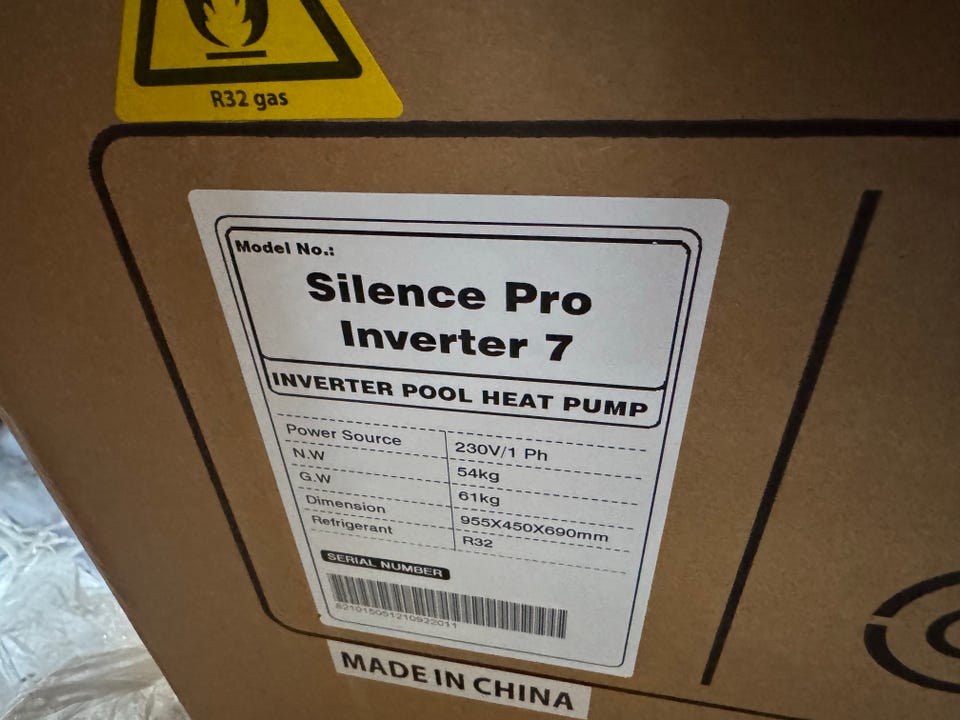 R32 gas
Model No.:
Silence Pro
Inverter 7
INVERTER POOL HEAT PUMP
Power Source 230V/1 Ph
N.W 54kg
G.W 61kg
Dimension 955X450X690mm
Refrigerant R32
SERIAL NUMBER
821015051210922011
MADE IN CHINA